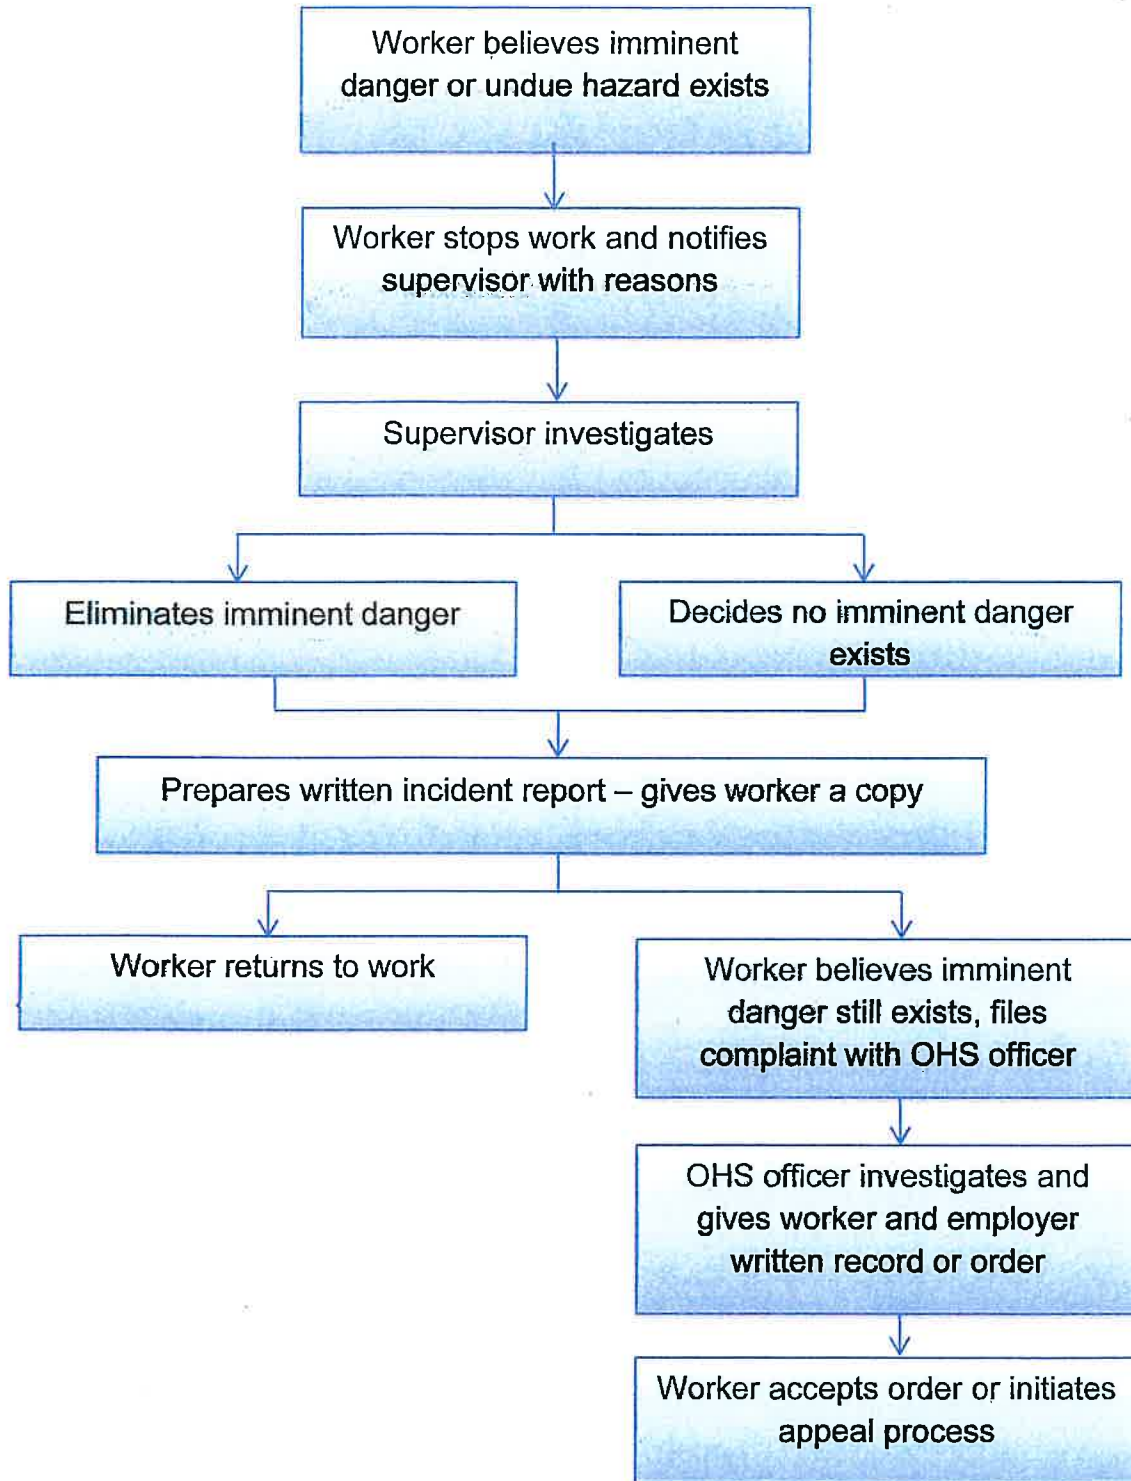 Worker believes imminent
danger or undue hazard exists
Worker stops work and notifies
supervisor with reasons
Supervisor investigates
Eliminates imminent danger
Decides no imminent danger
exists
Prepares written incident report – gives worker a copy
Worker returns to work
Worker believes imminent
danger still exists, files
complaint with OHS officer
OHS officer investigates and
gives worker and employer
written record or order
Worker accepts order or initiates
appeal process